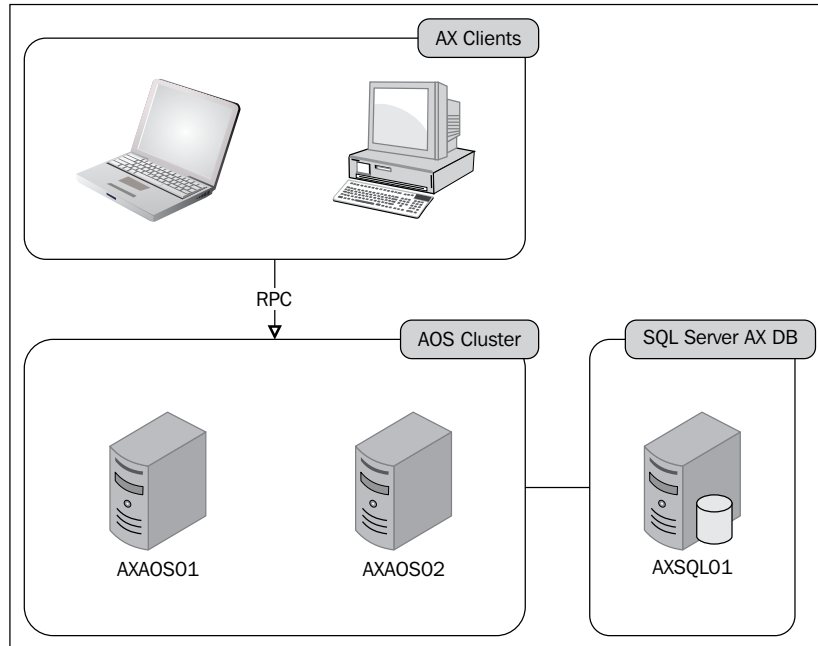 AX Clients
RPC
AOS Cluster
SQL Server AX DB
AXAOS01
AXAOS02
AXSQL01